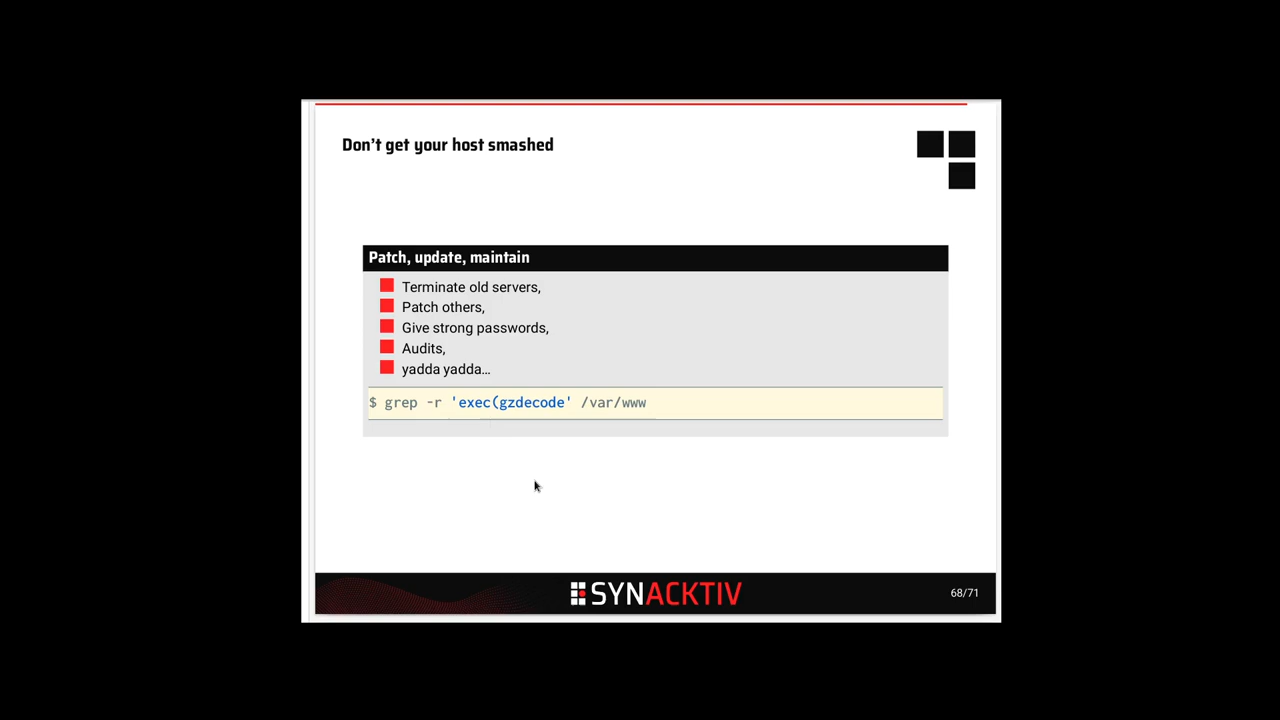 Don’t get your host smashed
Patch, update, maintain
Terminate old servers,
Patch others,
Give strong passwords,
Audits,
yadda yadda…
$ grep -r 'exec(gzdecode' /var/www
SYNACKTIV
68/71